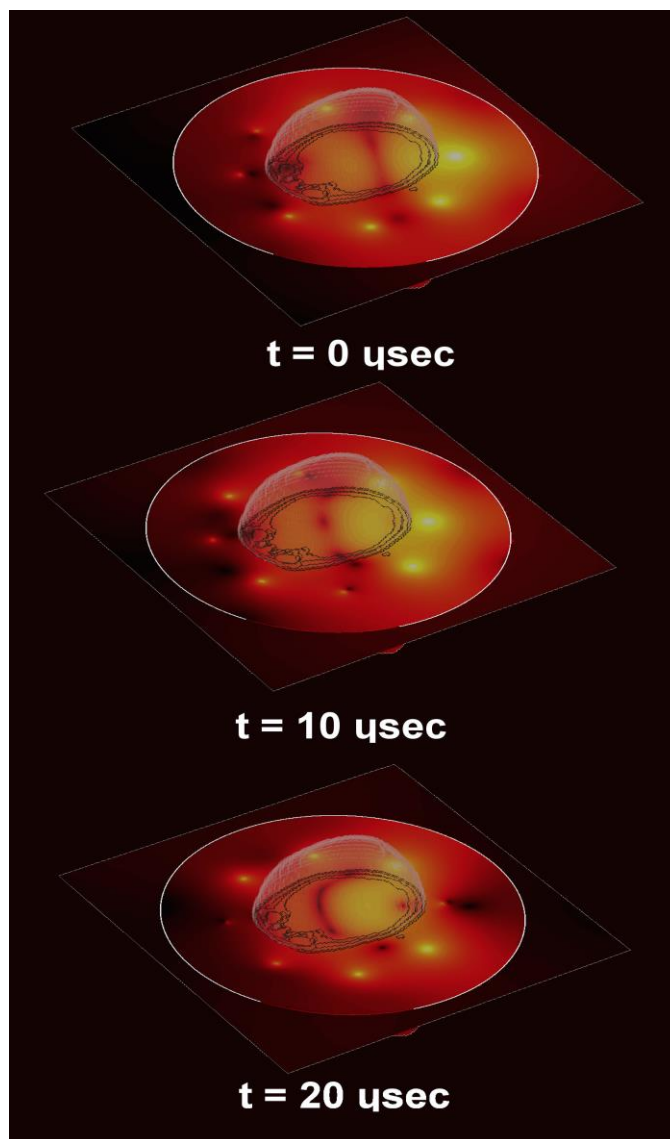 t = 0 ųsec
t = 10 ųsec
t = 20 ųsec